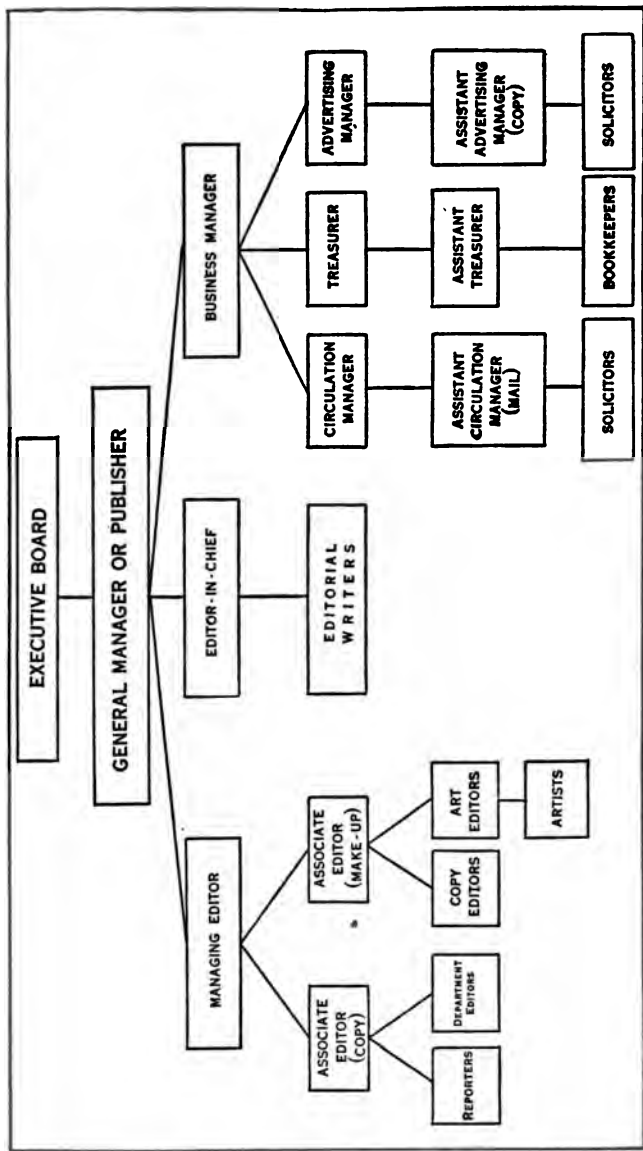 EXECUTIVE BOARD
GENERAL MANAGER OR PUBLISHER
MANAGING EDITOR
EDITOR-IN-CHIEF
BUSINESS MANAGER
ASSOCIATE
EDITOR
(COPY)
ASSOCIATE
EDITOR
(MAKE-UP)
EDITORIAL
WRITERS
CIRCULATION
MANAGER
TREASURER
ADVERTISING
MANAGER
REPORTERS
DEPARTMENT
EDITORS
COPY
EDITORS
ART
EDITORS
ASSISTANT
CIRCULATION
MANAGER
(MAIL)
ASSISTANT
TREASURER
ASSISTANT
ADVERTISING
MANAGER
(COPY)
ARTISTS
SOLICITORS
BOOKKEEPERS
SOLICITORS